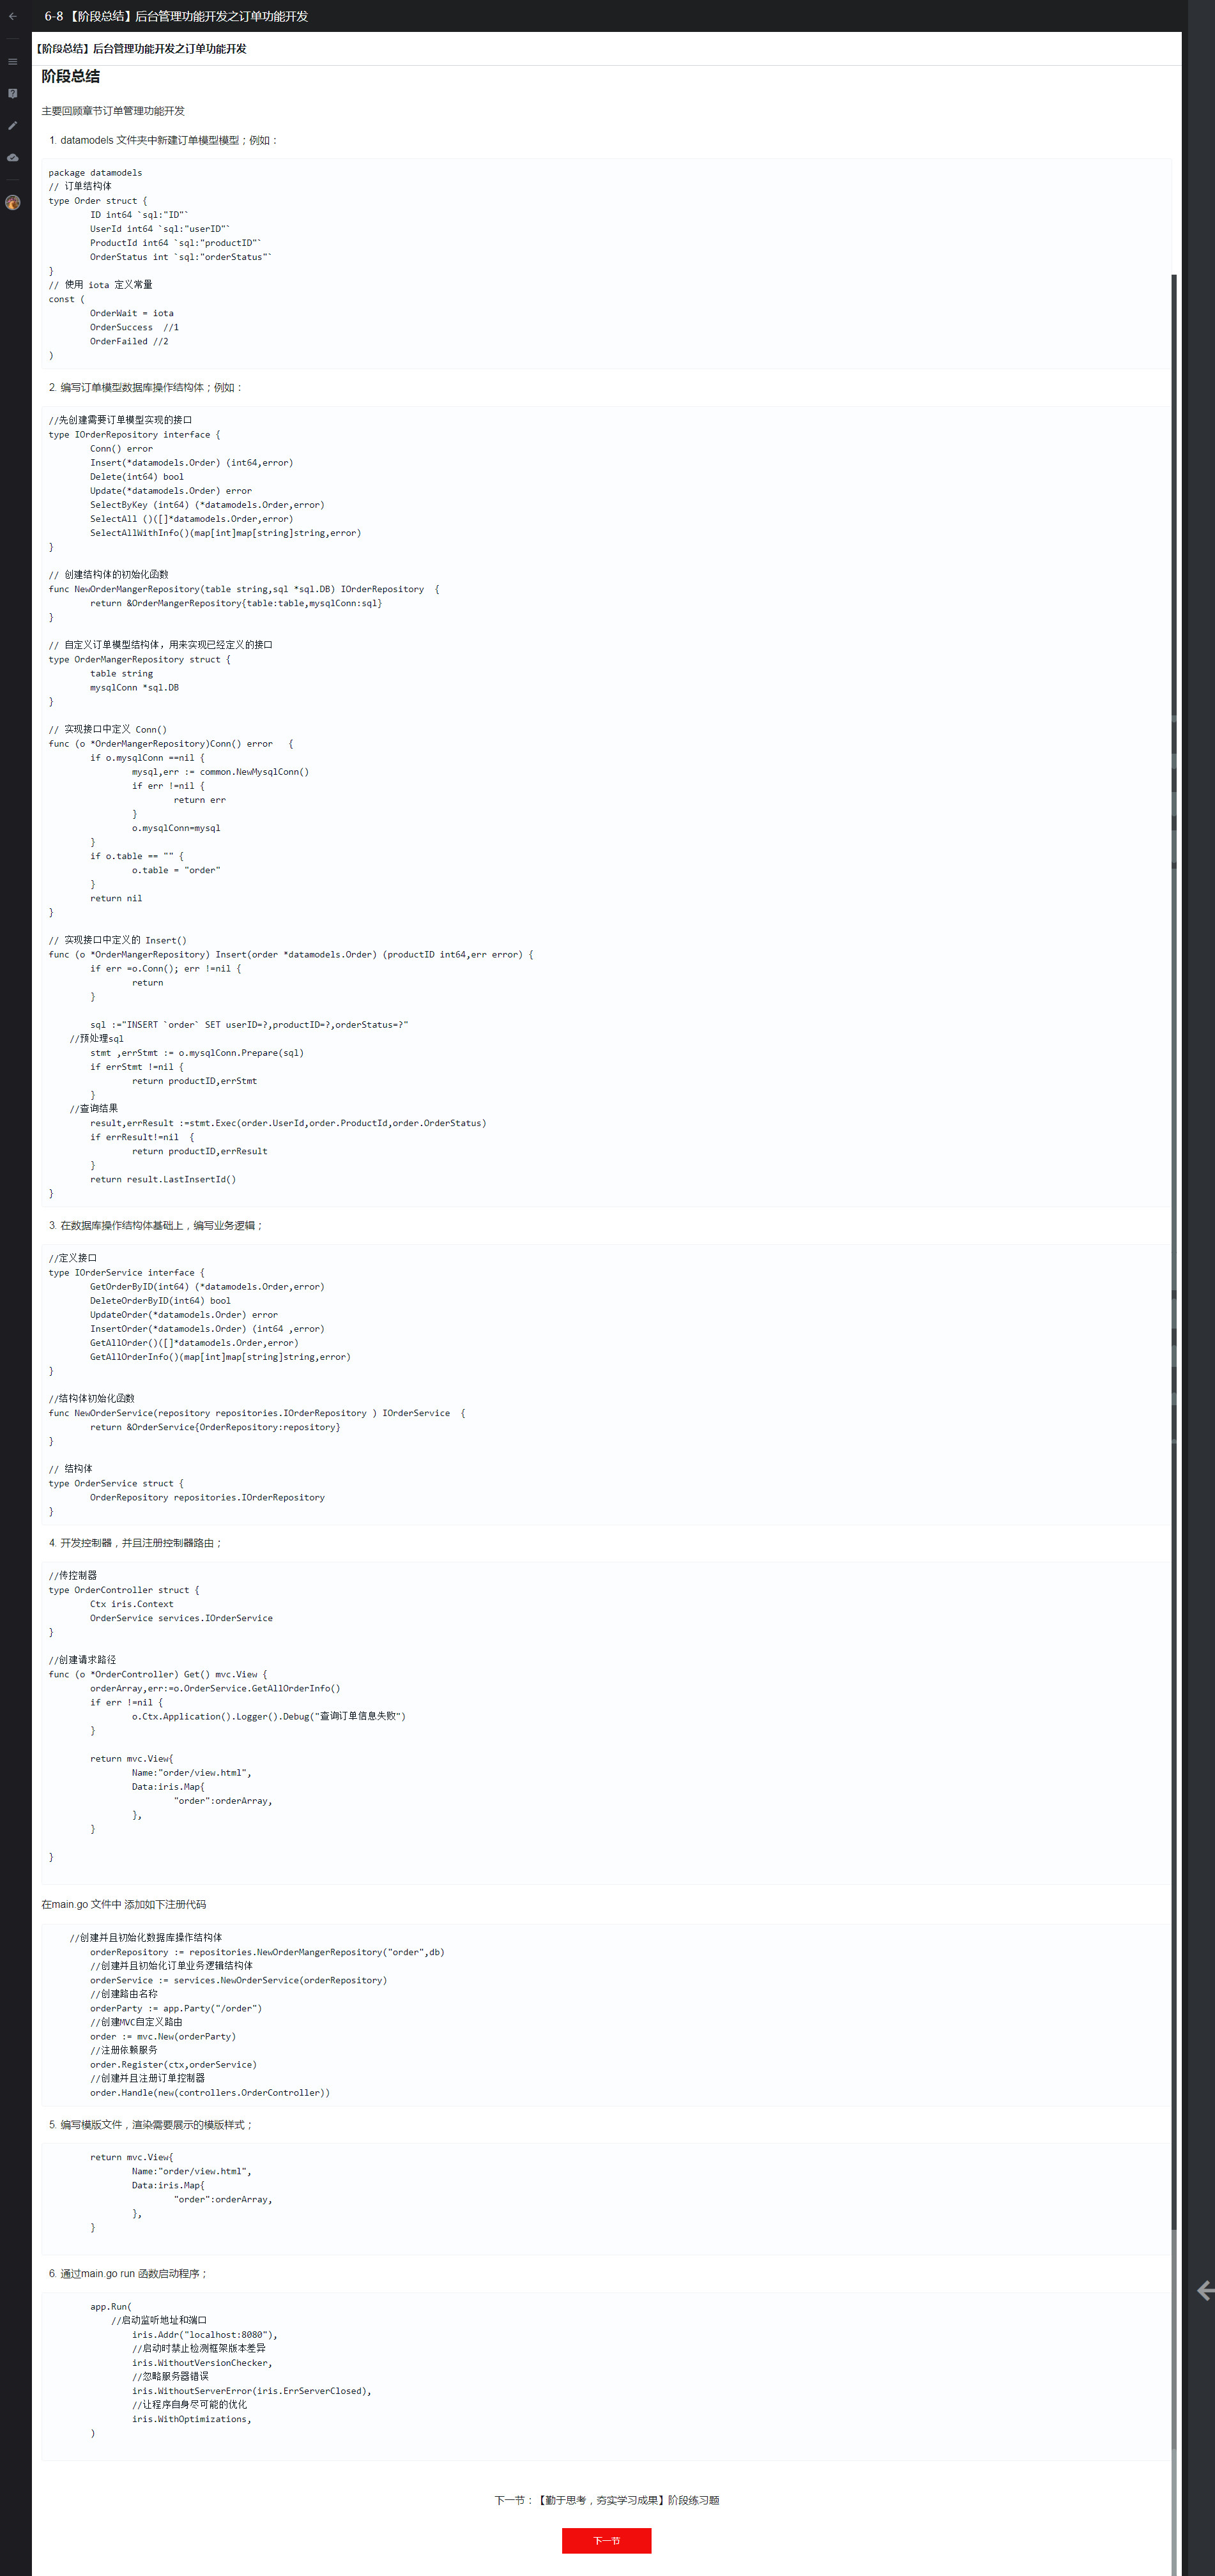 6-8 【阶段总结】后台管理功能开发之订单功能开发
【阶段总结】后台管理功能开发之订单功能开发
阶段总结
主要回顾章节订单管理功能开发
1. datamodels 文件夹中新建订单模型模型；例如：
package datamodels
// 订单结构体
type Order struct {
        ID int64 `sql:"ID"`
        UserId int64 `sql:"userID"`
        ProductId int64 `sql:"productID"`
        OrderStatus int `sql:"orderStatus"`
}
// 使用 iota 定义常量
const (
        OrderWait = iota
        OrderSuccess  //1
        OrderFailed //2
)
2. 编写订单模型数据库操作结构体；例如：
//先创建需要订单模型实现的接口
type IOrderRepository interface {
        Conn() error
        Insert(*datamodels.Order) (int64,error)
        Delete(int64) bool
        Update(*datamodels.Order) error
        SelectByKey (int64) (*datamodels.Order,error)
        SelectAll ()([]*datamodels.Order,error)
        SelectAllWithInfo()(map[int]map[string]string,error)
}
// 创建结构体的初始化函数
func NewOrderMangerRepository(table string,sql *sql.DB) IOrderRepository  {
        return &OrderMangerRepository{table:table,mysqlConn:sql}
}
// 自定义订单模型结构体，用来实现已经定义的接口
type OrderMangerRepository struct {
        table string
        mysqlConn *sql.DB
}
// 实现接口中定义 Conn()
func (o *OrderMangerRepository)Conn() error   {
        if o.mysqlConn ==nil {
                mysql,err := common.NewMysqlConn()
                if err !=nil {
                        return err
                }
                o.mysqlConn=mysql
        }
        if o.table == "" {
                o.table = "order"
        }
        return nil
}
// 实现接口中定义的 Insert()
func (o *OrderMangerRepository) Insert(order *datamodels.Order) (productID int64,err error) {
        if err =o.Conn(); err !=nil {
                return
        }
        sql :="INSERT `order` SET userID=?,productID=?,orderStatus=?"
    //预处理sql
        stmt ,errStmt := o.mysqlConn.Prepare(sql)
        if errStmt !=nil {
                return productID,errStmt
        }
    //查询结果
        result,errResult :=stmt.Exec(order.UserId,order.ProductId,order.OrderStatus)
        if errResult!=nil  {
                return productID,errResult
        }
        return result.LastInsertId()
}
3. 在数据库操作结构体基础上，编写业务逻辑；
//定义接口
type IOrderService interface {
        GetOrderByID(int64) (*datamodels.Order,error)
        DeleteOrderByID(int64) bool
        UpdateOrder(*datamodels.Order) error
        InsertOrder(*datamodels.Order) (int64 ,error)
        GetAllOrder()([]*datamodels.Order,error)
        GetAllOrderInfo()(map[int]map[string]string,error)
}
//结构体初始化函数
func NewOrderService(repository repositories.IOrderRepository ) IOrderService  {
        return &OrderService{OrderRepository:repository}
}
// 结构体
type OrderService struct {
        OrderRepository repositories.IOrderRepository
}
4. 开发控制器，并且注册控制器路由；
//传控制器
type OrderController struct {
        Ctx iris.Context
        OrderService services.IOrderService
}
//创建请求路径
func (o *OrderController) Get() mvc.View {
        orderArray,err:=o.OrderService.GetAllOrderInfo()
        if err !=nil {
                o.Ctx.Application().Logger().Debug("查询订单信息失败")
        }
        return mvc.View{
                Name:"order/view.html",
                Data:iris.Map{
                        "order":orderArray,
                },
        }
}
在main.go 文件中 添加如下注册代码
    //创建并且初始化数据库操作结构体
        orderRepository := repositories.NewOrderMangerRepository("order",db)
        //创建并且初始化订单业务逻辑结构体
        orderService := services.NewOrderService(orderRepository)
        //创建路由名称
        orderParty := app.Party("/order")
        //创建MVC自定义路由
        order := mvc.New(orderParty)
        //注册依赖服务
        order.Register(ctx,orderService)
        //创建并且注册订单控制器
        order.Handle(new(controllers.OrderController))
5. 编写模版文件，渲染需要展示的模版样式；
        return mvc.View{
                Name:"order/view.html",
                Data:iris.Map{
                        "order":orderArray,
                },
        }
6. 通过main.go run 函数启动程序；
        app.Run(
            //启动监听地址和端口
                iris.Addr("localhost:8080"),
                //启动时禁止检测框架版本差异
                iris.WithoutVersionChecker,
                //忽略服务器错误
                iris.WithoutServerError(iris.ErrServerClosed),
                //让程序自身尽可能的优化
                iris.WithOptimizations,
        )
下一节：【勤于思考，夯实学习成果】阶段练习题
下一节